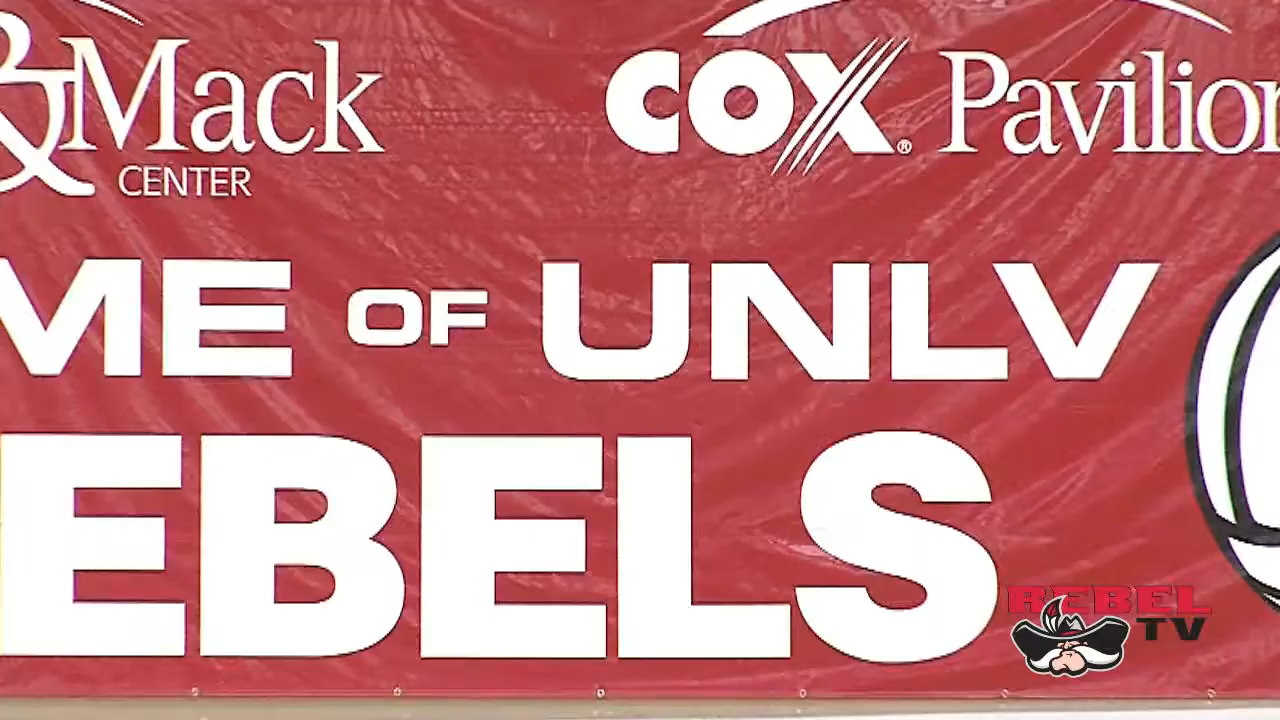 &Mack
CENTER
COX® Pavilion
ME OF UNLV
EBELS
REBEL
TV